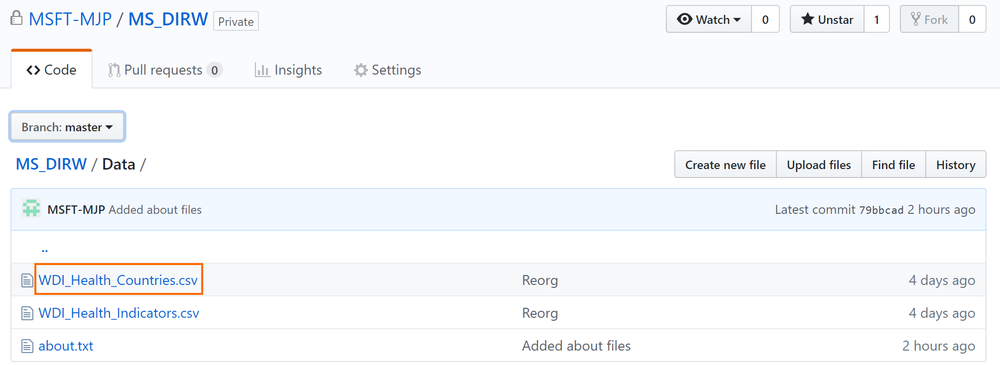 MSFT-MJP / MS_DIRW Private Watch 0 Unstar 1 Fork 0
Code Pull requests 0 Insights Settings
Branch: master
MS_DIRW / Data / Create new file Upload files Find file History
MSFT-MJP Added about files Latest commit 79bbcad 2 hours ago
..
WDI_Health_Countries.csv Reorg 4 days ago
WDI_Health_Indicators.csv Reorg 4 days ago
about.txt Added about files 2 hours ago